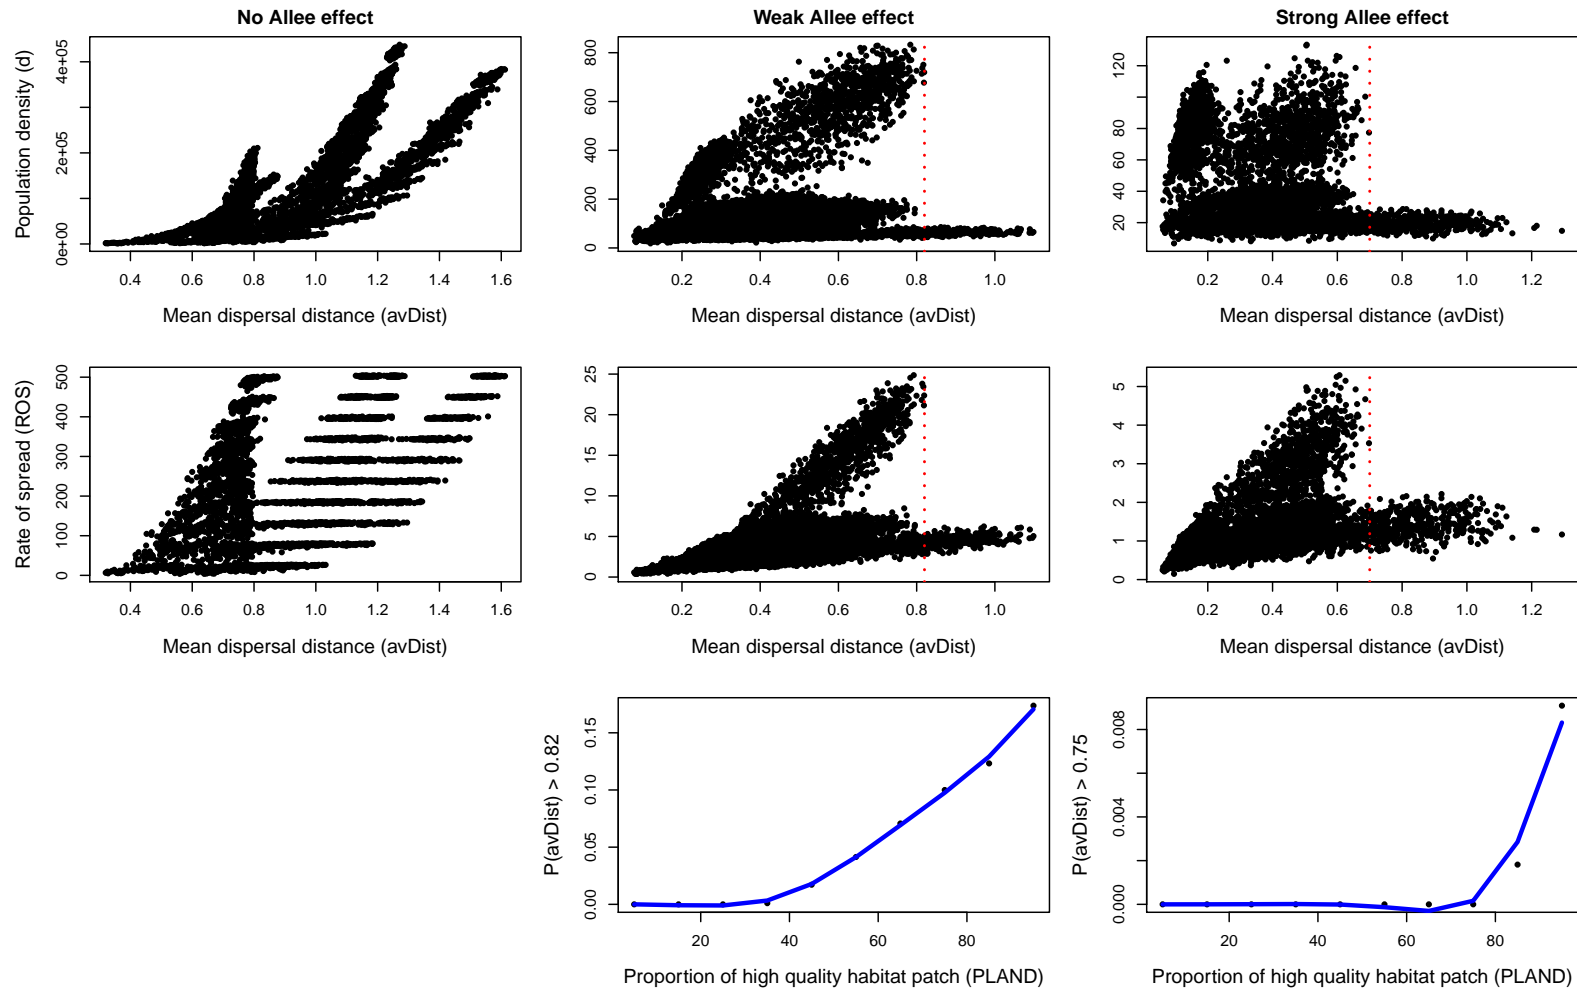 No Allee effect
Weak Allee effect
Strong Allee effect
Population density (d)
0e+00 2e+05 4e+05
0.4 0.6 0.8 1.0 1.2 1.4 1.6
Mean dispersal distance (avDist)
0 200 400 600 800
0.2 0.4 0.6 0.8 1.0
Mean dispersal distance (avDist)
20 40 60 80 120
0.2 0.4 0.6 0.8 1.0 1.2
Mean dispersal distance (avDist)
Rate of spread (ROS)
0 100 200 300 400 500
0.4 0.6 0.8 1.0 1.2 1.4 1.6
Mean dispersal distance (avDist)
0 5 10 15 20 25
0.2 0.4 0.6 0.8 1.0
Mean dispersal distance (avDist)
0 1 2 3 4 5
0.2 0.4 0.6 0.8 1.0 1.2
Mean dispersal distance (avDist)
P(avDist) > 0.82
0.00 0.05 0.10 0.15
20 40 60 80
Proportion of high quality habitat patch (PLAND)
P(avDist) > 0.75
0.000 0.004 0.008
20 40 60 80
Proportion of high quality habitat patch (PLAND)